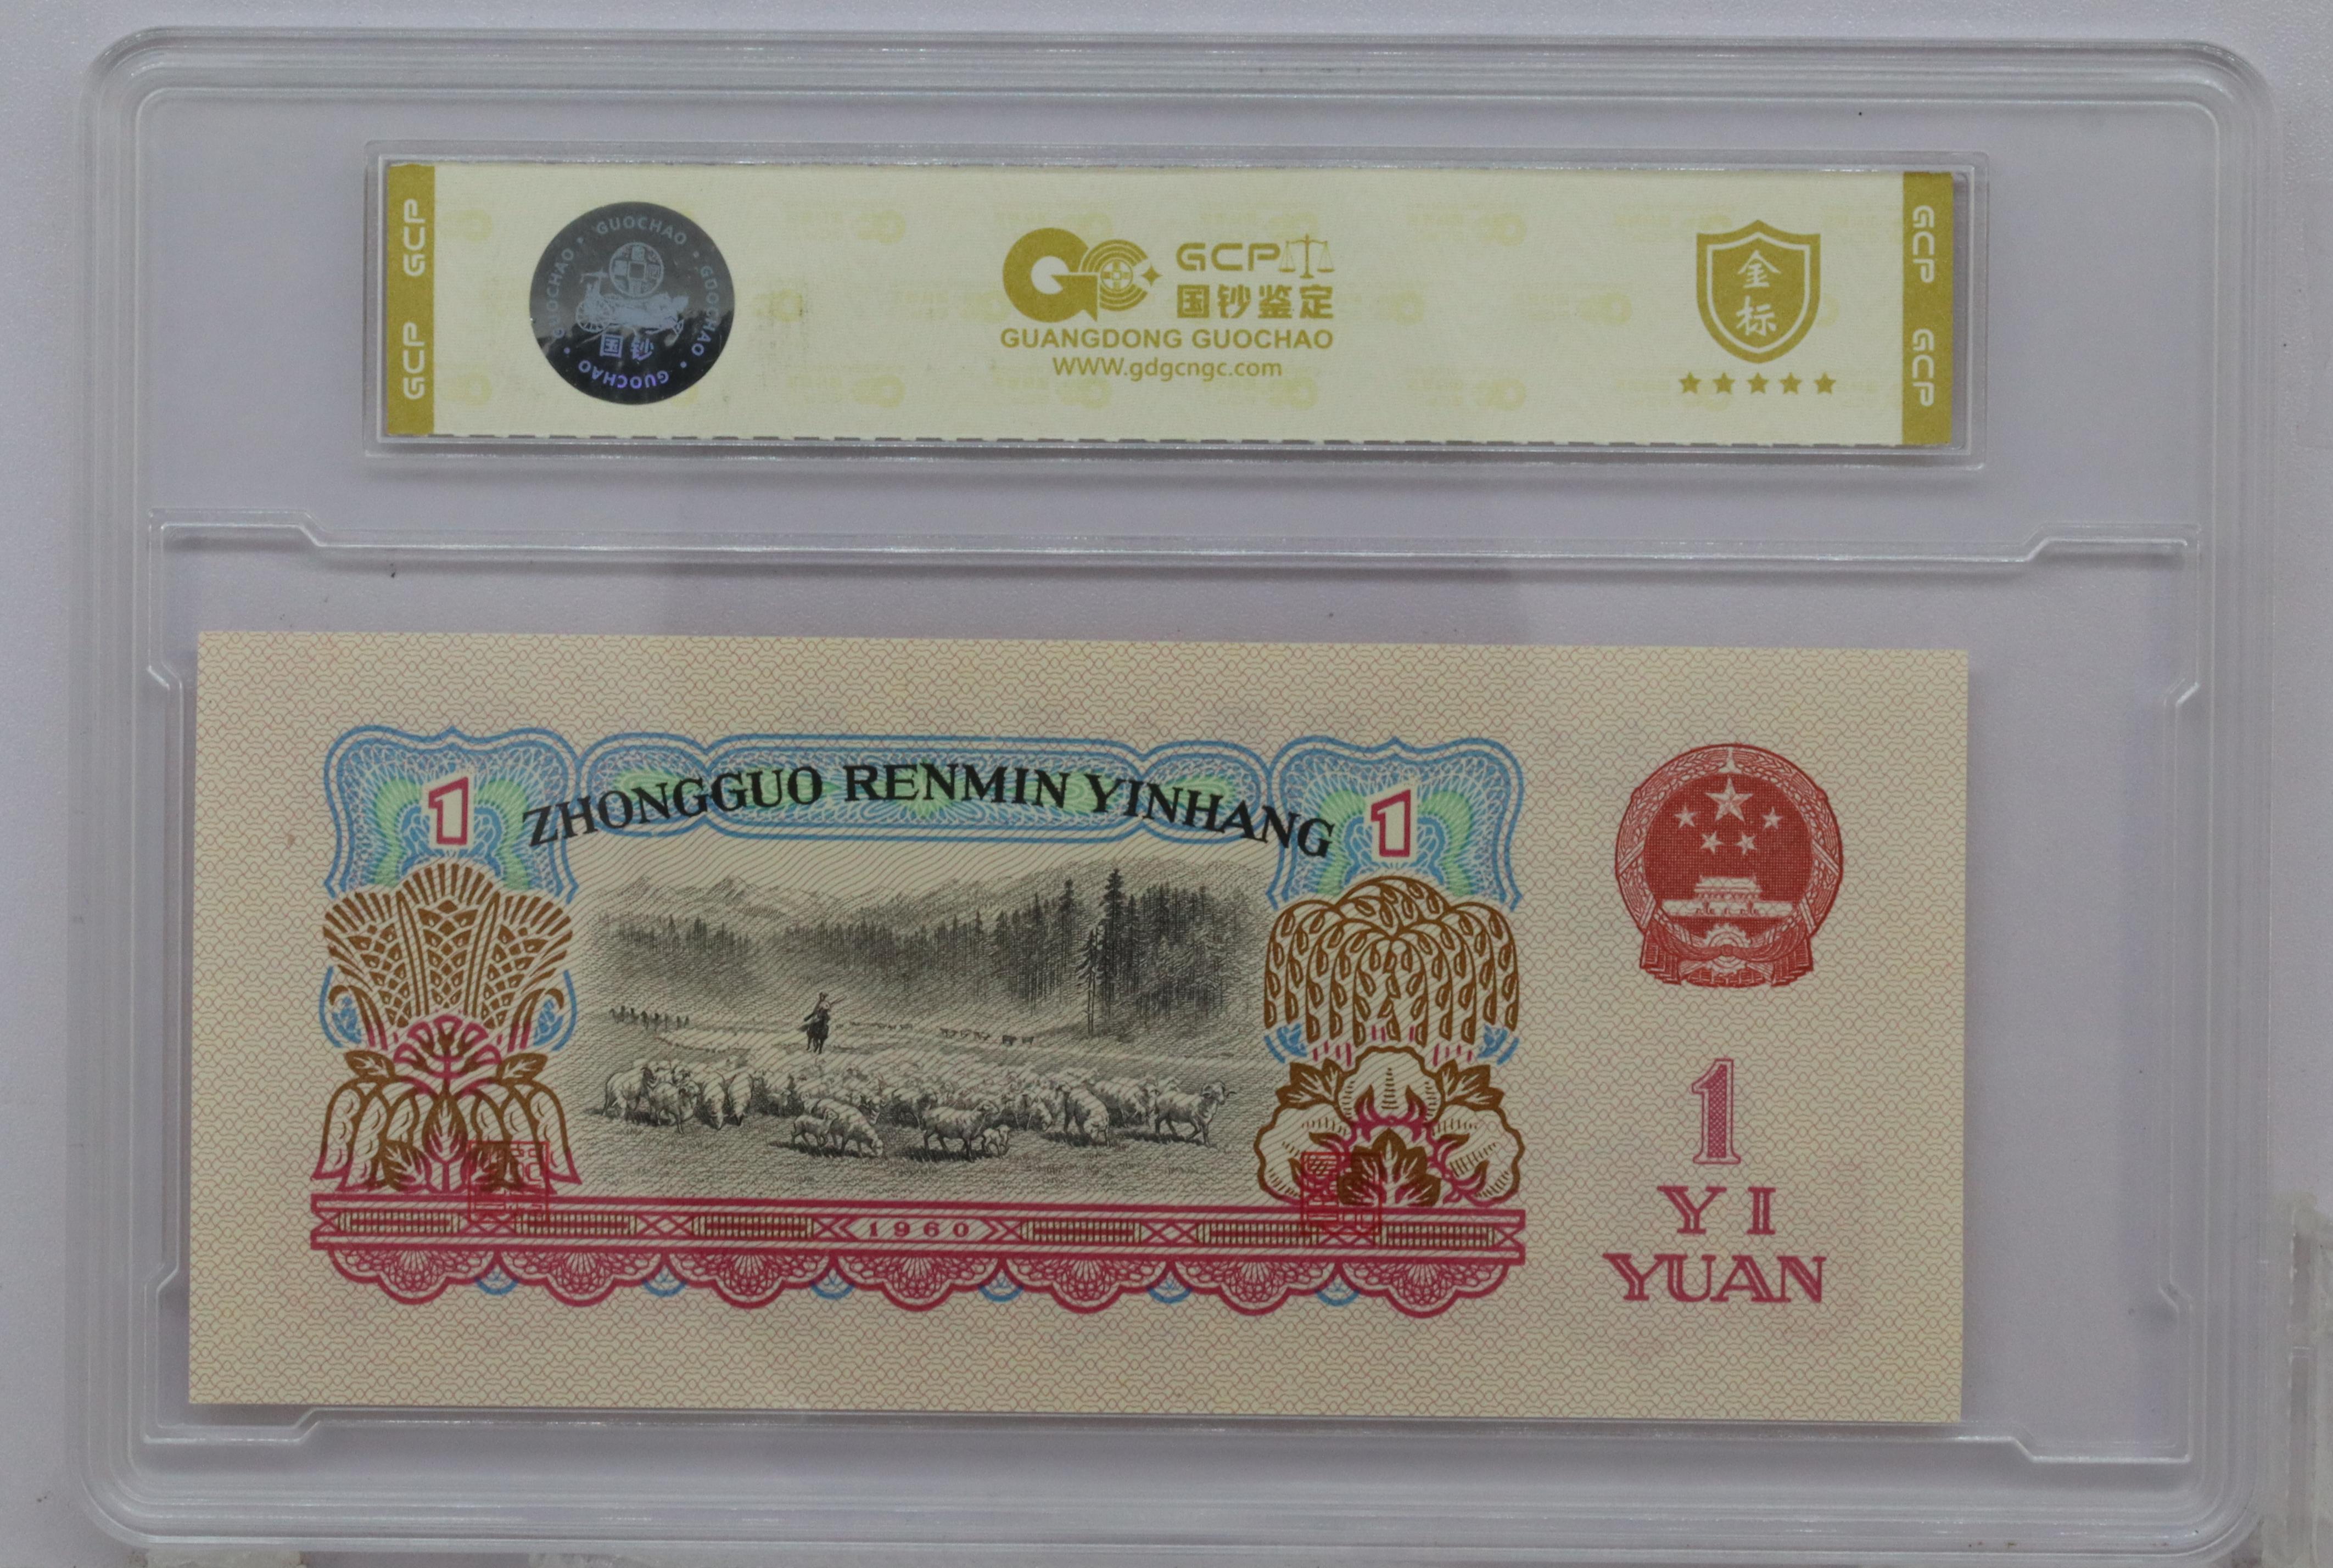 GCP GCP
GUOCHAO • GUOCHAO • GUOCHAO • GUOCHAO •
国钞
GCP
国钞鉴定
GUANGDONG GUOCHAO
WWW.gdgcngc.com
金
标
GCP GCP
1 ZHONGGUO RENMIN YINHANG 1
1960
1
YI
YUAN